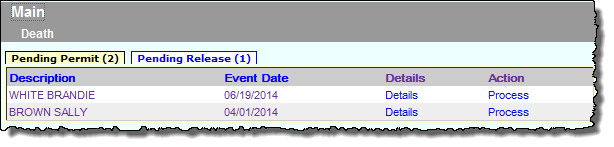 Main
Death
Pending Permit (2) Pending Release (1)
Description Event Date Details Action
WHITE BRANDIE 06/19/2014 Details Process
BROWN SALLY 04/01/2014 Details Process